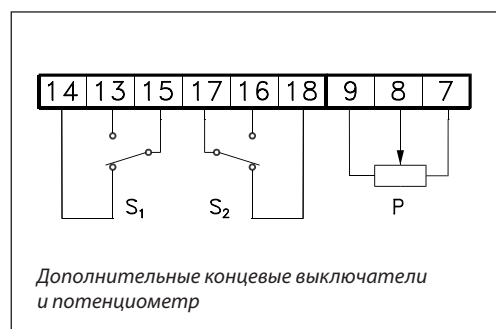 14 13 15 17 16 18 9 8 7
S₁ S₂ P
Дополнительные концевые выключатели
и потенциометр